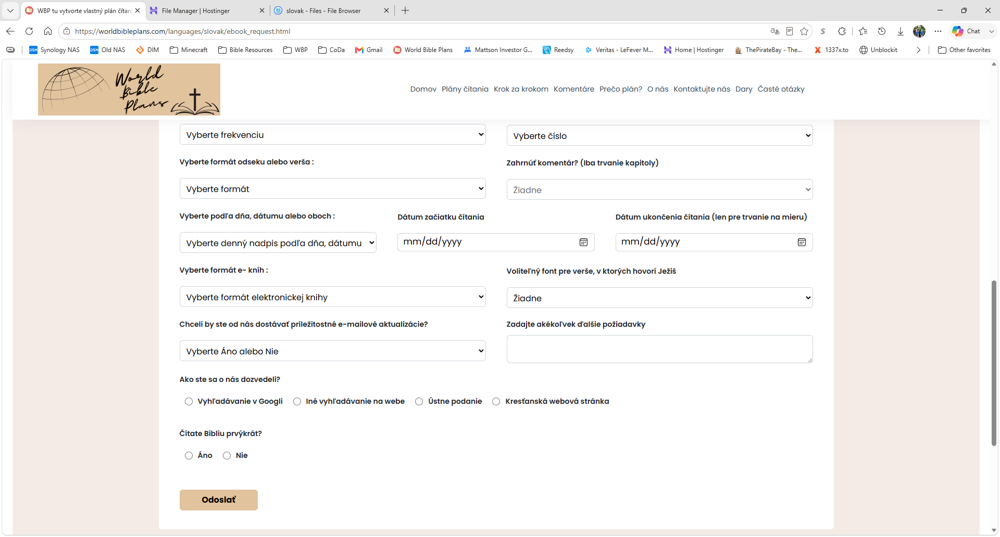 WBP tu vytvorte vlastný plán čítani
File Manager | Hostinger
slovak - Files - File Browser
https://worldbibleplans.com/languages/slovak/ebook_request.html
Chat
Synology NAS
Old NAS
DIM
Minecraft
Bible Resources
WBP
CoDa
Gmail
World Bible Plans
Mattson Investor G...
Reedsy
Veritas - LeFever M...
Home | Hostinger
ThePirateBay - The...
1337x.to
Unblockit
Other favorites
World
Bible
Plans
Domov Plány čítania Krok za krokom Komentáre Prečo plán? O nás Kontaktujte nás Dary Časté otázky
Vyberte frekvenciu
Vyberte číslo
Vyberte formát odseku alebo verša :
Zahrnúť komentár? (Iba trvanie kapitoly)
Vyberte formát
Žiadne
Vyberte podľa dňa, dátumu alebo oboch :
Dátum začiatku čítania
Dátum ukončenia čítania (len pre trvanie na mieru)
Vyberte denný nadpis podľa dňa, dátumu
mm/dd/yyyy
mm/dd/yyyy
Vyberte formát e- kníh :
Voliteľný font pre verše, v ktorých hovorí Ježiš
Vyberte formát elektronickej knihy
Žiadne
Chceli by ste od nás dostávať príležitostné e-mailové aktualizácie?
Zadajte akékoľvek ďalšie požiadavky
Vyberte Áno alebo Nie
Ako ste sa o nás dozvedeli?
Vyhľadávanie v Googli
Iné vyhľadávanie na webe
Ústne podanie
Kresťanská webová stránka
Čítate Bibliu prvýkrát?
Áno
Nie
Odoslať